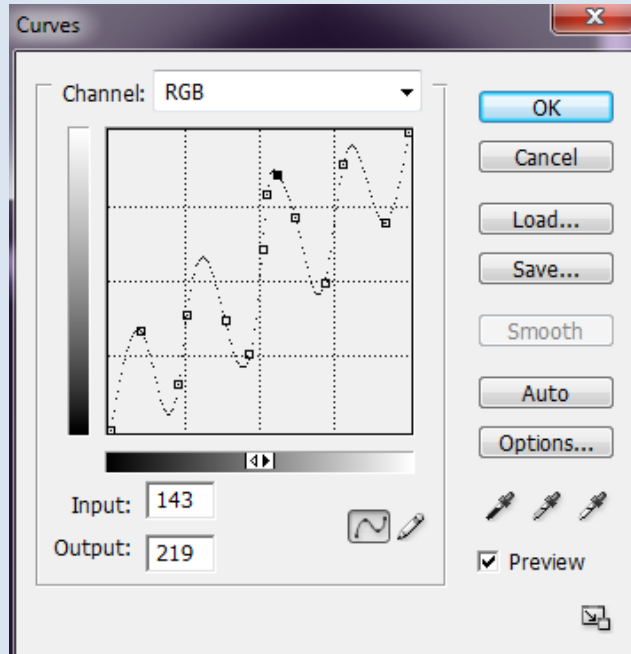 Curves
Channel: RGB
OK
Cancel
Load...
Save...
Smooth
Auto
Options...
Input: 143
Output: 219
Preview